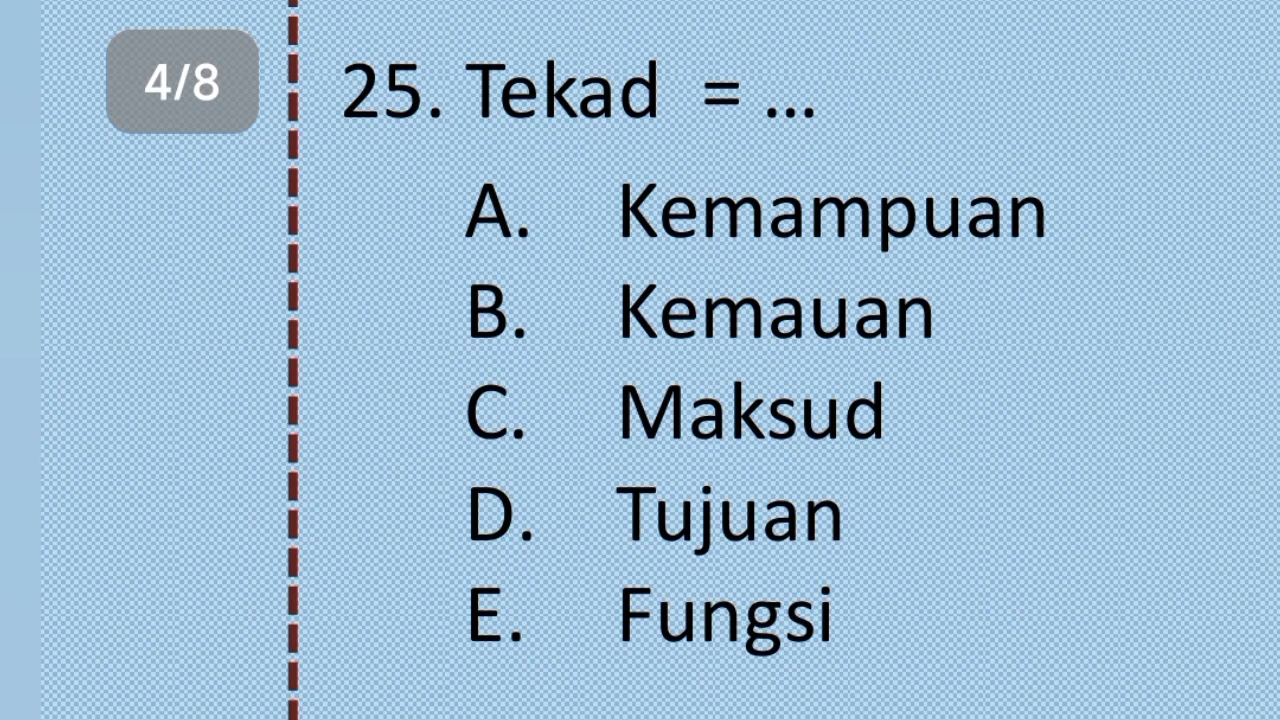 4/8
25. Tekad = ...
A. Kemampuan
B. Kemauan
C. Maksud
D. Tujuan
E. Fungsi